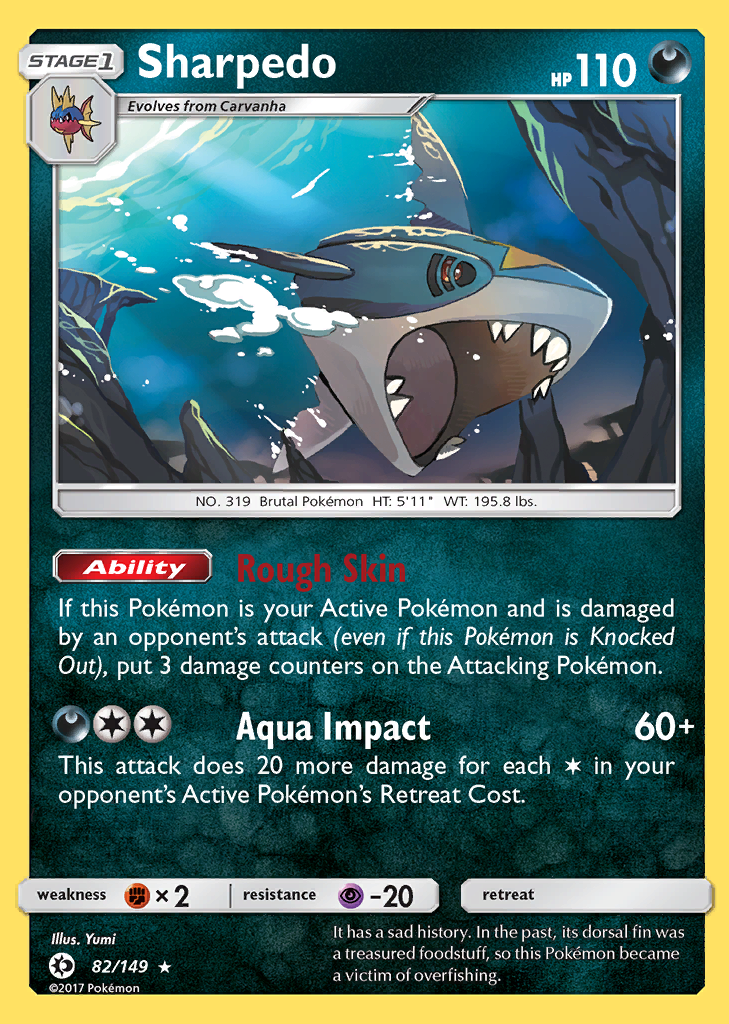 STAGE1
Sharpedo
HP 110
Evolves from Carvanha
NO. 319 Brutal Pokémon HT: 5'11" WT: 195.8 lbs.
Ability Rough Skin
If this Pokémon is your Active Pokémon and is damaged
by an opponent's attack (even if this Pokémon is Knocked
Out), put 3 damage counters on the Attacking Pokémon.
Aqua Impact 60+
This attack does 20 more damage for each in your
opponent's Active Pokémon's Retreat Cost.
weakness × 2 resistance -20 retreat
Illus. Yumi
82/149
©2017 Pokémon
It has a sad history. In the past, its dorsal fin was
a treasured foodstuff, so this Pokémon became
a victim of overfishing.